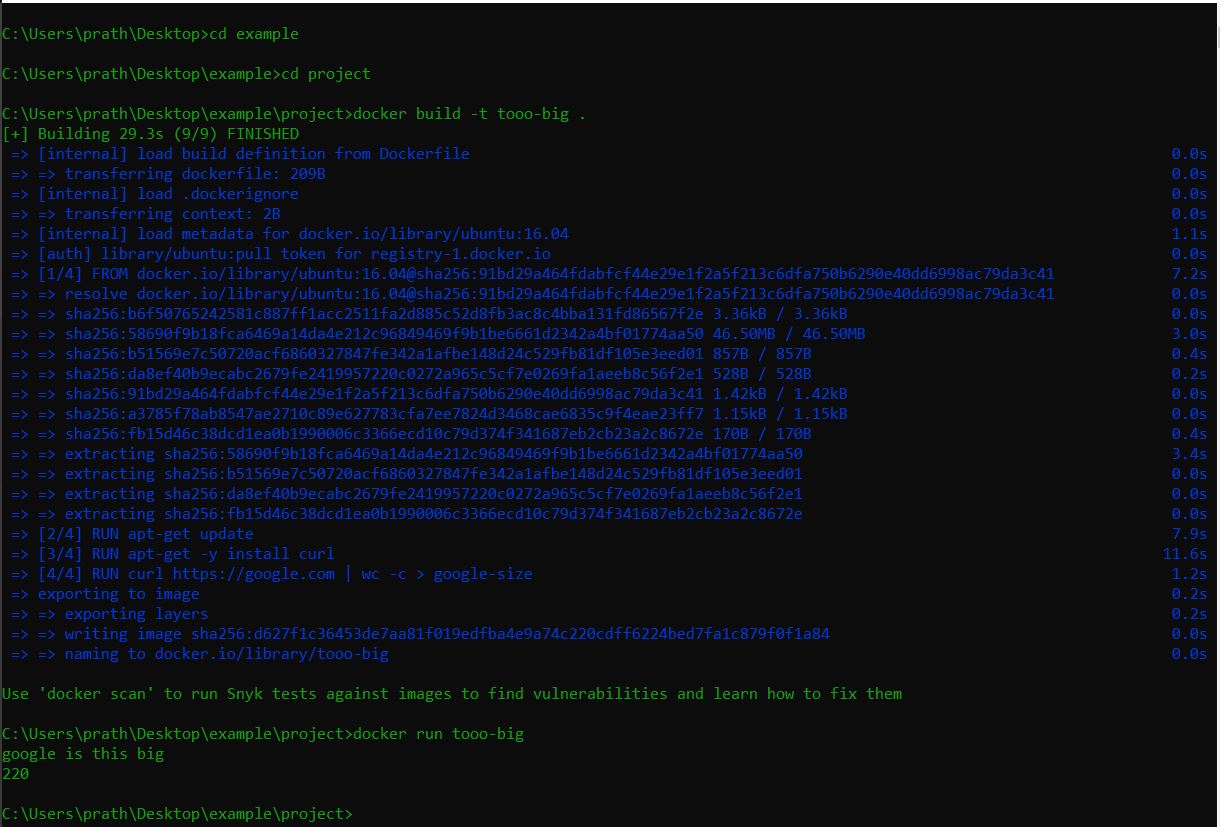 C:\Users\prath\Desktop>cd example
C:\Users\prath\Desktop\example>cd project
C:\Users\prath\Desktop\example\project>docker build -t tooo-big .
[+] Building 29.3s (9/9) FINISHED
=> [internal] load build definition from Dockerfile 0.0s
=> => transferring dockerfile: 209B 0.0s
=> [internal] load .dockerignore 0.0s
=> => transferring context: 2B 0.0s
=> [internal] load metadata for docker.io/library/ubuntu:16.04 1.1s
=> [auth] library/ubuntu:pull token for registry-1.docker.io 0.0s
=> [1/4] FROM docker.io/library/ubuntu:16.04@sha256:91bd29a464fdabfcf44e29e1f2a5f213c6dfa750b6290e40dd6998ac79da3c41 7.2s
=> => resolve docker.io/library/ubuntu:16.04@sha256:91bd29a464fdabfcf44e29e1f2a5f213c6dfa750b6290e40dd6998ac79da3c41 0.0s
=> => sha256:b6f50765242581c887ff1acc2511fa2d885c52d8fb3ac8c4bba131fd86567f2e 3.36kB / 3.36kB 0.0s
=> => sha256:58690f9b18fca6469a14da4e212c96849469f9b1be6661d2342a4bf01774aa50 46.50MB / 46.50MB 3.0s
=> => sha256:b51569e7c50720acf6860327847fe342a1afbe148d24c529fb81df105e3eed01 857B / 857B 0.4s
=> => sha256:da8ef40b9ecabc2679fe2419957220c0272a965c5cf7e0269fa1aeeb8c56f2e1 528B / 528B 0.2s
=> => sha256:91bd29a464fdabfcf44e29e1f2a5f213c6dfa750b6290e40dd6998ac79da3c41 1.42kB / 1.42kB 0.0s
=> => sha256:a3785f78ab8547ae2710c89e627783cfa7ee7824d3468cae6835c9f4eae23ff7 1.15kB / 1.15kB 0.0s
=> => sha256:fb15d46c38dcd1ea0b1990006c3366ecd10c79d374f341687eb2cb23a2c8672e 170B / 170B 0.4s
=> => extracting sha256:58690f9b18fca6469a14da4e212c96849469f9b1be6661d2342a4bf01774aa50 3.4s
=> => extracting sha256:b51569e7c50720acf6860327847fe342a1afbe148d24c529fb81df105e3eed01 0.0s
=> => extracting sha256:da8ef40b9ecabc2679fe2419957220c0272a965c5cf7e0269fa1aeeb8c56f2e1 0.0s
=> => extracting sha256:fb15d46c38dcd1ea0b1990006c3366ecd10c79d374f341687eb2cb23a2c8672e 0.0s
=> [2/4] RUN apt-get update 7.9s
=> [3/4] RUN apt-get -y install curl 11.6s
=> [4/4] RUN curl https://google.com | wc -c > google-size 1.2s
=> exporting to image 0.2s
=> => exporting layers 0.2s
=> => writing image sha256:d627f1c36453de7aa81f019edfba4e9a74c220cdff6224bed7fa1c879f0f1a84 0.0s
=> => naming to docker.io/library/tooo-big 0.0s
Use 'docker scan' to run Snyk tests against images to find vulnerabilities and learn how to fix them
C:\Users\prath\Desktop\example\project>docker run tooo-big
google is this big
220
C:\Users\prath\Desktop\example\project>